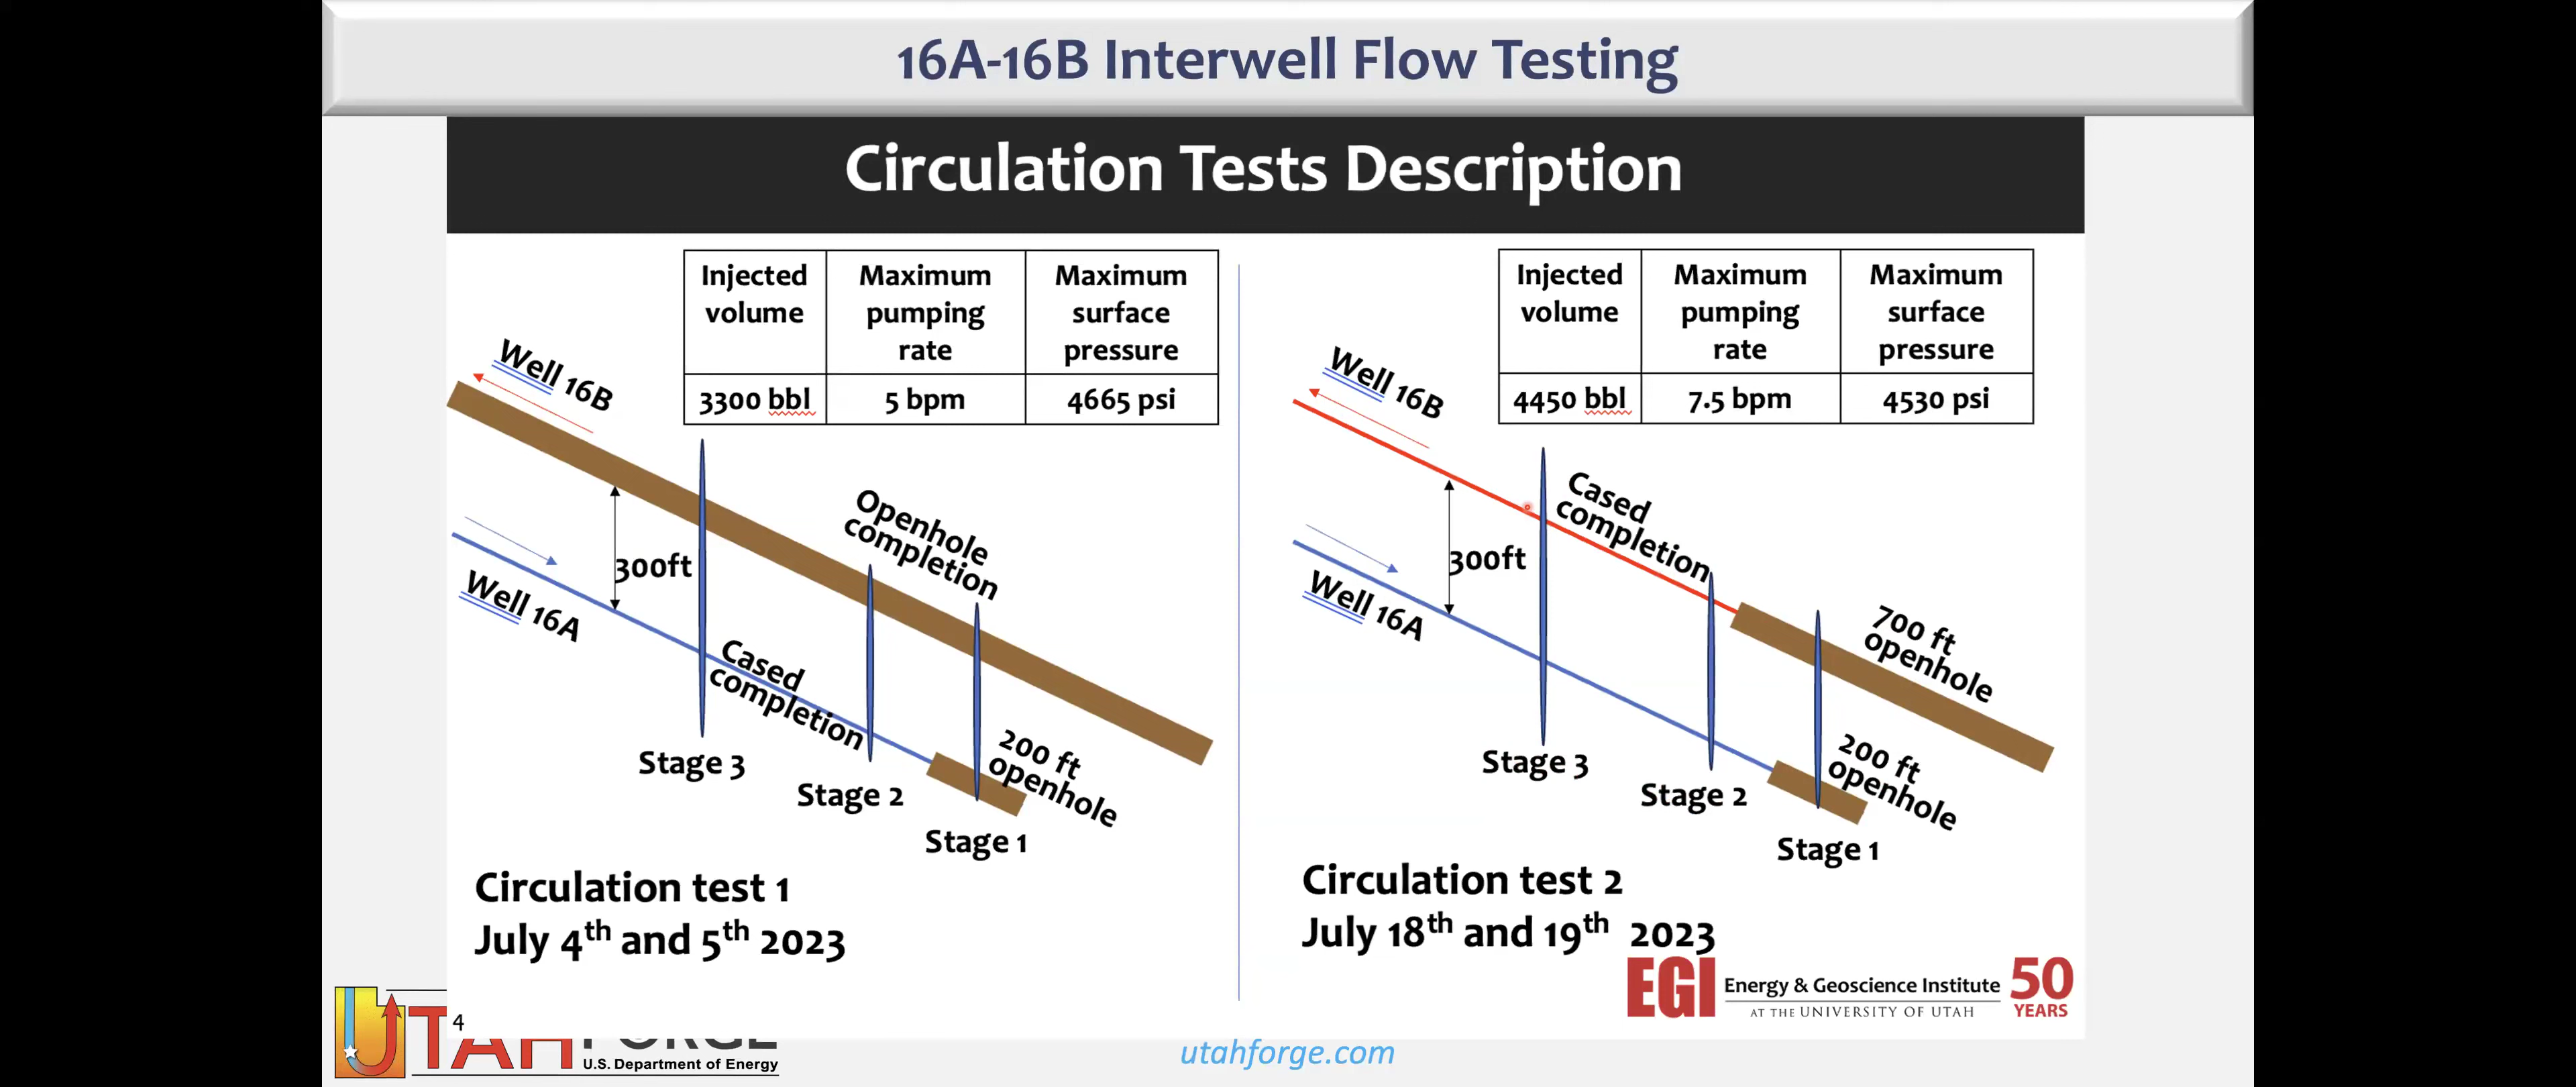 16A-16B Interwell Flow Testing
Circulation Tests Description
Injected volume
Maximum pumping rate
Maximum surface pressure
3300 bbl
5 bpm
4665 psi
Well 16B
Openhole completion
300ft
Well 16A
Cased completion
200 ft openhole
Stage 3
Stage 2
Stage 1
Circulation test 1
July 4th and 5th 2023
Injected volume
Maximum pumping rate
Maximum surface pressure
4450 bbl
7.5 bpm
4530 psi
Well 16B
Cased completion
300ft
Well 16A
700 ft openhole
200 ft openhole
Stage 3
Stage 2
Stage 1
Circulation test 2
July 18th and 19th 2023
EGI Energy & Geoscience Institute
AT THE UNIVERSITY OF UTAH
50 YEARS
4
UTAH FORGE
U.S. Department of Energy
utahforge.com